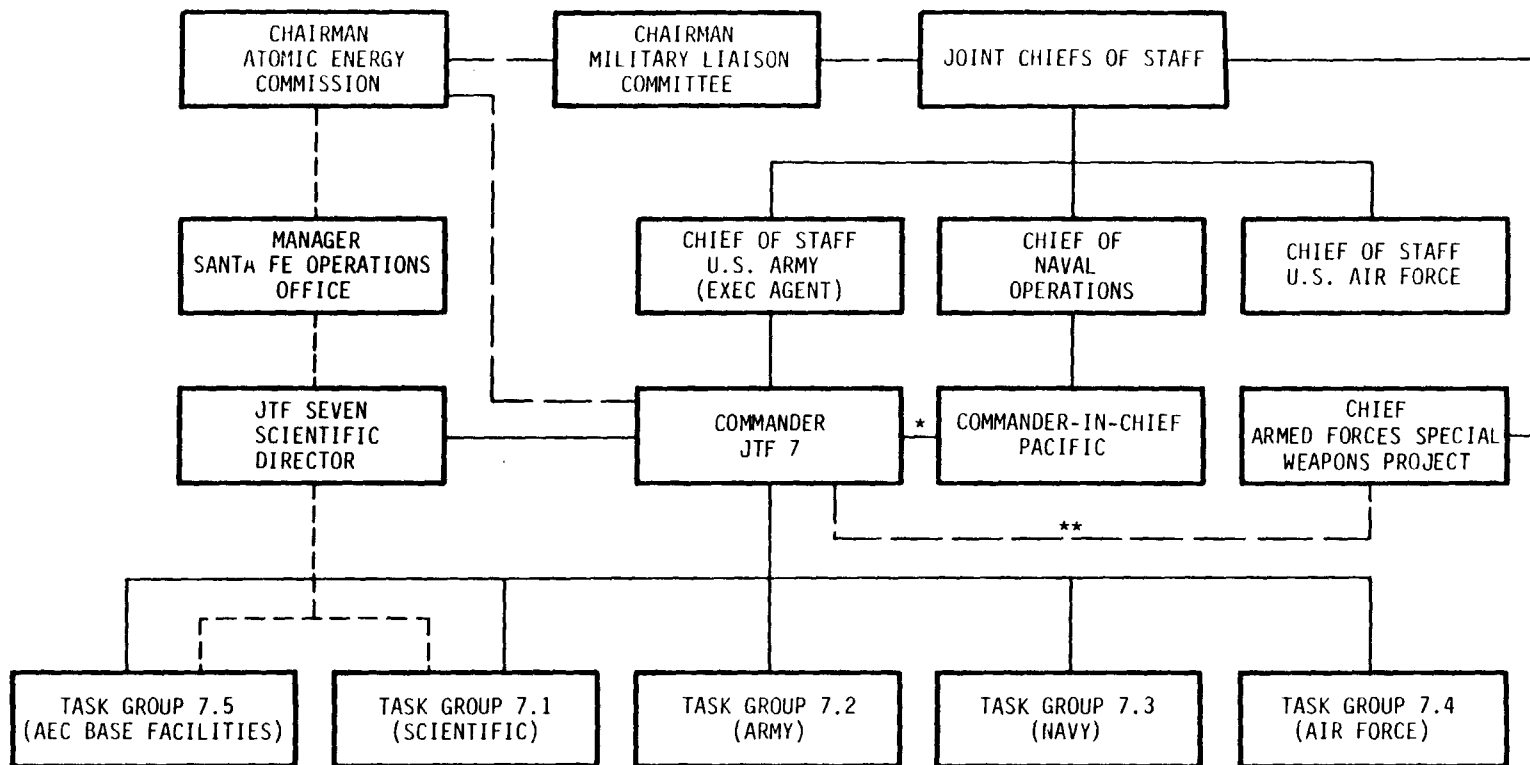 CHAIRMAN
ATOMIC ENERGY
COMMISSION
CHAIRMAN
MILITARY LIAISON
COMMITTEE
JOINT CHIEFS OF STAFF
MANAGER
SANTA FE OPERATIONS
OFFICE
CHIEF OF STAFF
U.S. ARMY
(EXEC AGENT)
CHIEF OF
NAVAL
OPERATIONS
CHIEF OF STAFF
U.S. AIR FORCE
JTF SEVEN
SCIENTIFIC
DIRECTOR
COMMANDER
JTF 7
*
COMMANDER-IN-CHIEF
PACIFIC
CHIEF
ARMED FORCES SPECIAL
WEAPONS PROJECT
**
TASK GROUP 7.5
(AEC BASE FACILITIES)
TASK GROUP 7.1
(SCIENTIFIC)
TASK GROUP 7.2
(ARMY)
TASK GROUP 7.3
(NAVY)
TASK GROUP 7.4
(AIR FORCE)